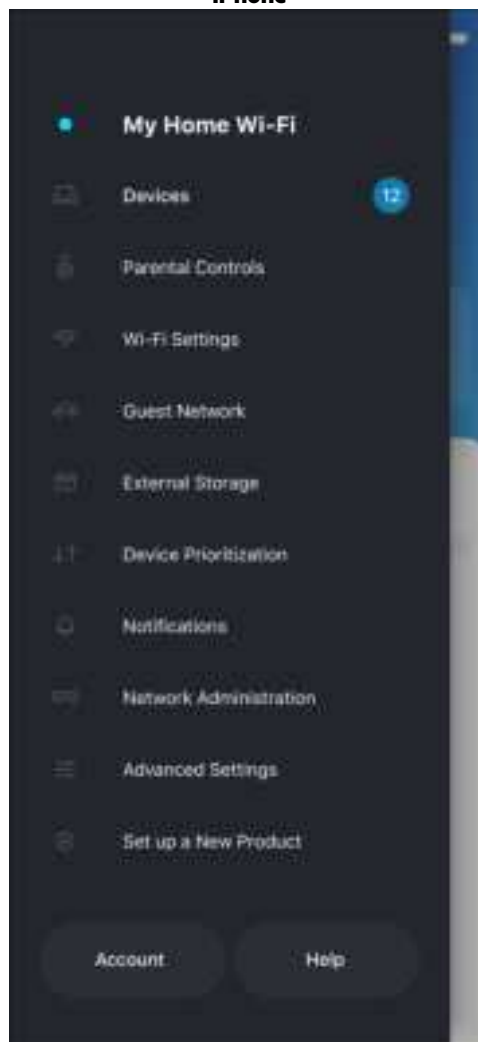 iPhone
My Home Wi-Fi
Devices
12
Parental Controls
Wi-Fi Settings
Guest Network
External Storage
Device Prioritization
Notifications
Network Administration
Advanced Settings
Set up a New Product
Account
Help